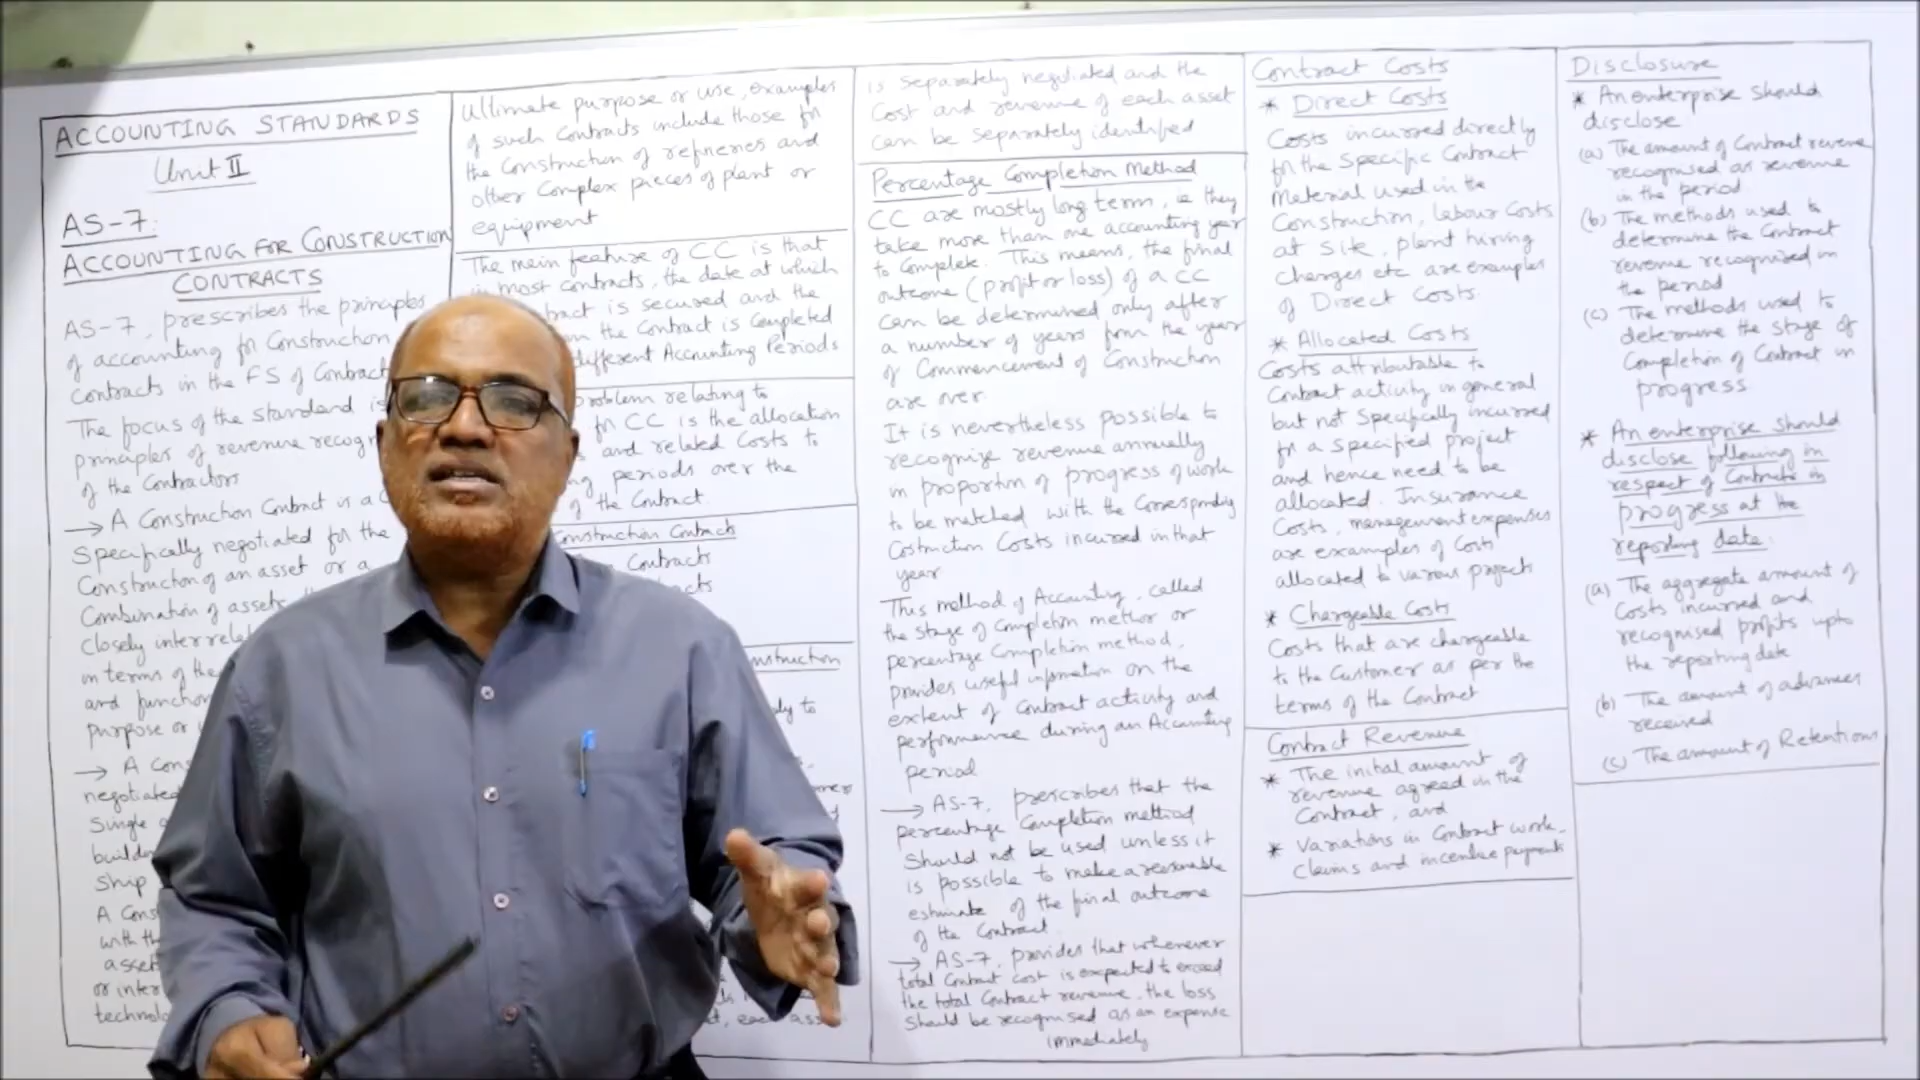 ACCOUNTING STANDARDS
Unit II
AS-7:
ACCOUNTING FOR CONSTRUCTION
CONTRACTS
AS-7, prescribes the principles
of accounting for Construction
contracts in the FS of
The focus of the standard is
principles of revenue
of the Contractors
→ A Construction Contract is a
Specifically negotiated for the
Construction of an asset or a
Combination of assets
closely
in terms of the
and
purpose or
→ A
negotiated
Single
Ship
A
with the
asset
or
Ultimate purpose or use, examples
of such Contracts include those for
the Construction of refineries and
other Complex pieces of plant or
equipment
The main feature of CC is that
in most contracts, the date at which
is secured and the
the Contract is Completed
different Accounting Periods
problem relating to
for CC is the allocation
and related Costs to
periods over the
of the Contract.
Construction Contracts
Contracts
each
is separately negotiated and the
Cost and revenue of each asset
can be separately identified
Percentage Completion Method
CC are mostly long term, ie they
take more than one accounting year
to Complete. This means, the final
outcome (profit or loss) of a CC
can be determined only after
a number of years from the year
of Commencement of Construction
are over.
It is nevertheless possible to
recognize revenue annually
in proportion of progress of work
to be matched with the Corresponding
Costruction Costs incurred in that
year
This method of Accounting, called
the stage of Completion method or
percentage Completion method,
provides useful information on the
extent of Contract activity and
performance during an Accounting
period
→ AS-7, prescribes that the
percentage Completion method
Should not be used unless it
is possible to make a reasonable
estimate of the final outcome
of the Contract
→ AS-7, provides that whenever
total Contract cost is expected to exceed
the total Contract revenue, the loss
should be recognised as an expense
immediately
Contract Costs
* Direct Costs
Costs incurred directly
for the Specific Contract
Material used in the
Construction, labour Costs
at Site, plant hiring
charges etc are examples
of Direct Costs.
* Allocated Costs
Costs attributable to
Contract activity in general
but not Specifically incurred
for a specified project
and hence need to be
allocated. Insurance
Costs, management expenses
are examples of Costs
allocated to various projects
* Chargeable Costs
Costs that are chargeable
to the Customer as per the
terms of the Contract
Contract Revenue
* The initial amount of
revenue agreed in the
Contract, and
* Variations in Contract work,
Claims and incentive payments
Disclosure
* An enterprise should
disclose
(a) The amount of Contract revenue
recognised as revenue
in the period
(b) The methods used to
determine the Contract
revenue recognised in
the period
(c) The methods used to
determine the stage of
Completion of Contract in
progress
* An enterprise should
disclose following in
respect of Contracts in
progress at the
reporting date.
(a) The aggregate amount of
Costs incurred and
recognised profits upto
the reporting date
(b) The amount of advances
received
(c) The amount of Retentions